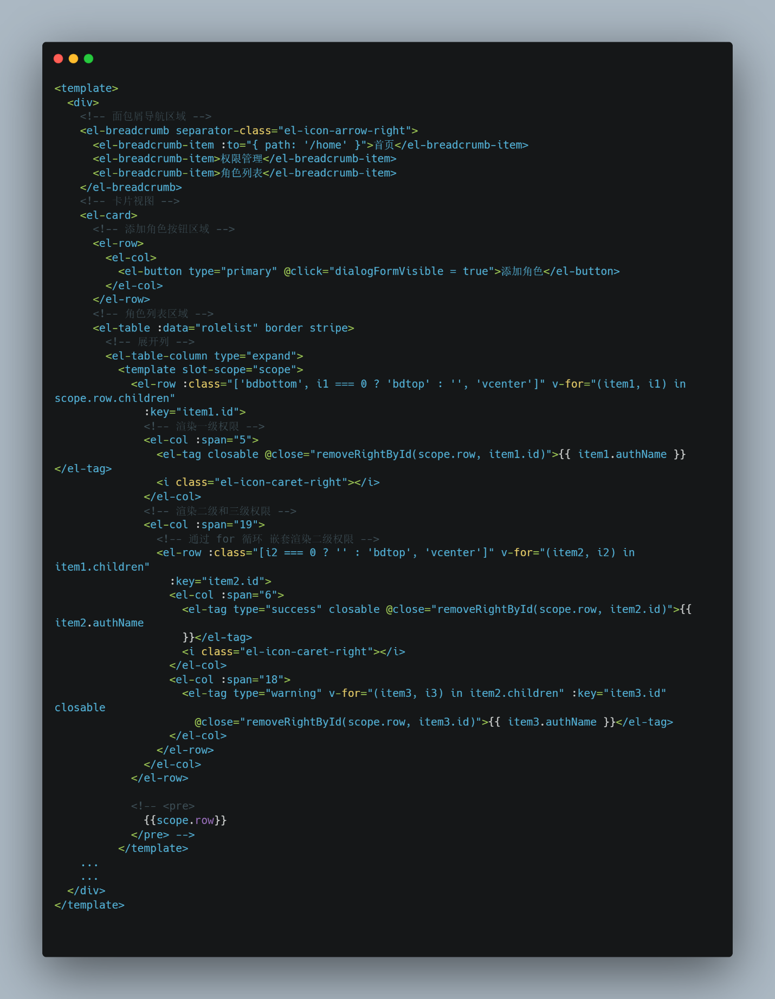 <template>
  <div>
    <!-- 面包屑导航区域 -->
    <el-breadcrumb separator-class="el-icon-arrow-right">
      <el-breadcrumb-item :to="{ path: '/home' }">首页</el-breadcrumb-item>
      <el-breadcrumb-item>权限管理</el-breadcrumb-item>
      <el-breadcrumb-item>角色列表</el-breadcrumb-item>
    </el-breadcrumb>
    <!-- 卡片视图 -->
    <el-card>
      <!-- 添加角色按钮区域 -->
      <el-row>
        <el-col>
          <el-button type="primary" @click="dialogFormVisible = true">添加角色</el-button>
        </el-col>
      </el-row>
      <!-- 角色列表区域 -->
      <el-table :data="rolelist" border stripe>
        <!-- 展开列 -->
        <el-table-column type="expand">
          <template slot-scope="scope">
            <el-row :class="['bdbottom', i1 === 0 ? 'bdtop' : '', 'vcenter']" v-for="(item1, i1) in
scope.row.children"
              :key="item1.id">
              <!-- 渲染一级权限 -->
              <el-col :span="5">
                <el-tag closable @close="removeRightById(scope.row, item1.id)">{{ item1.authName }}
</el-tag>
                <i class="el-icon-caret-right"></i>
              </el-col>
              <!-- 渲染二级和三级权限 -->
              <el-col :span="19">
                <!-- 通过 for 循环 嵌套渲染二级权限 -->
                <el-row :class="[i2 === 0 ? '' : 'bdtop', 'vcenter']" v-for="(item2, i2) in
item1.children"
                  :key="item2.id">
                  <el-col :span="6">
                    <el-tag type="success" closable @close="removeRightById(scope.row, item2.id)">{{
item2.authName
                    }}</el-tag>
                    <i class="el-icon-caret-right"></i>
                  </el-col>
                  <el-col :span="18">
                    <el-tag type="warning" v-for="(item3, i3) in item2.children" :key="item3.id"
closable
                      @close="removeRightById(scope.row, item3.id)">{{ item3.authName }}</el-tag>
                  </el-col>
                </el-row>
              </el-col>
            </el-row>

            <!-- <pre>
              {{scope.row}}
            </pre> -->
          </template>
    ...
    ...
  </div>
</template>